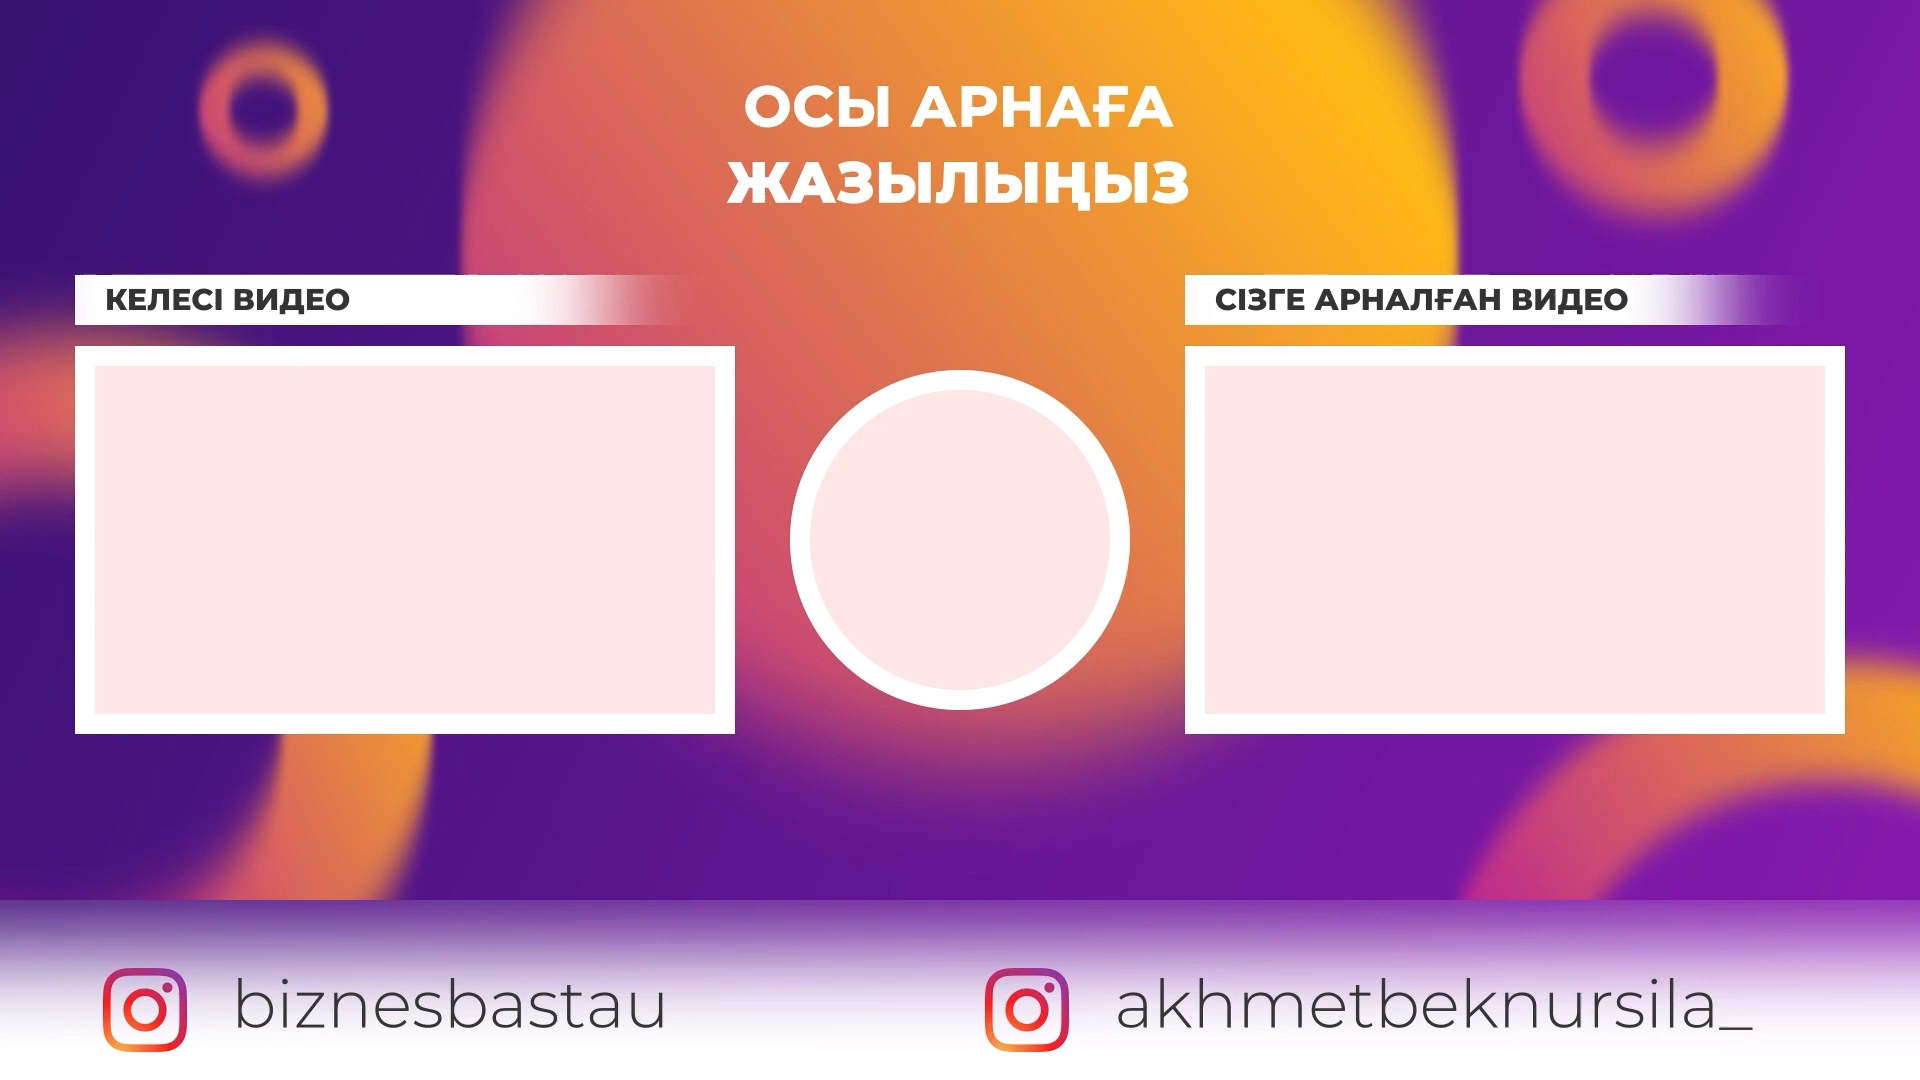 ОСЫ АРНАҒА
ЖАЗЫЛЫҢЫЗ
КЕЛЕСІ ВИДЕО
СІЗГЕ АРНАЛҒАН ВИДЕО
biznesbastau
akhmetbeknursila_